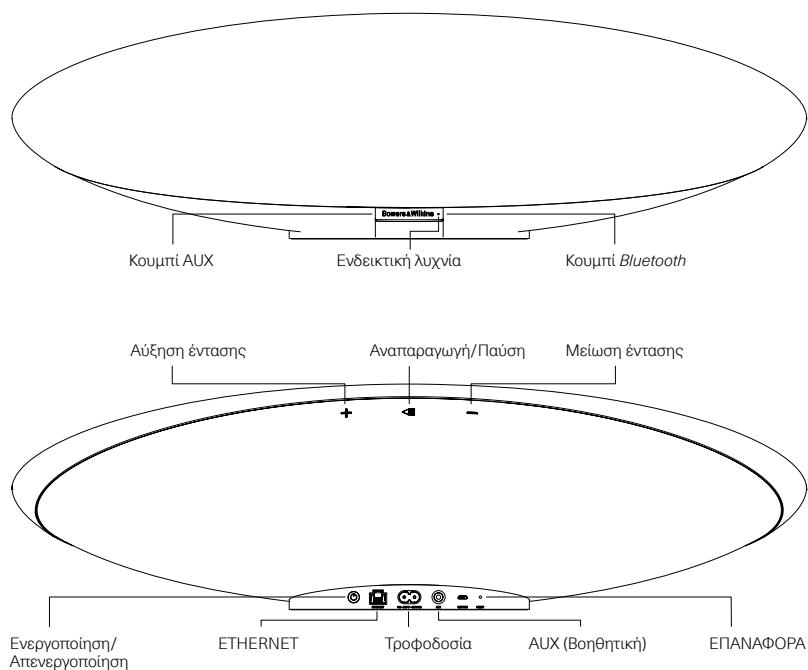 Bowers & Wilkins
Κουμπί AUX
Ενδεικτική λυχνία
Κουμπί Bluetooth
Αύξηση έντασης
Αναπαραγωγή/Παύση
Μείωση έντασης
Ενεργοποίηση/
Απενεργοποίηση
ETHERNET
Τροφοδοσία
AUX (Βοηθητική)
ΕΠΑΝΑΦΟΡΑ